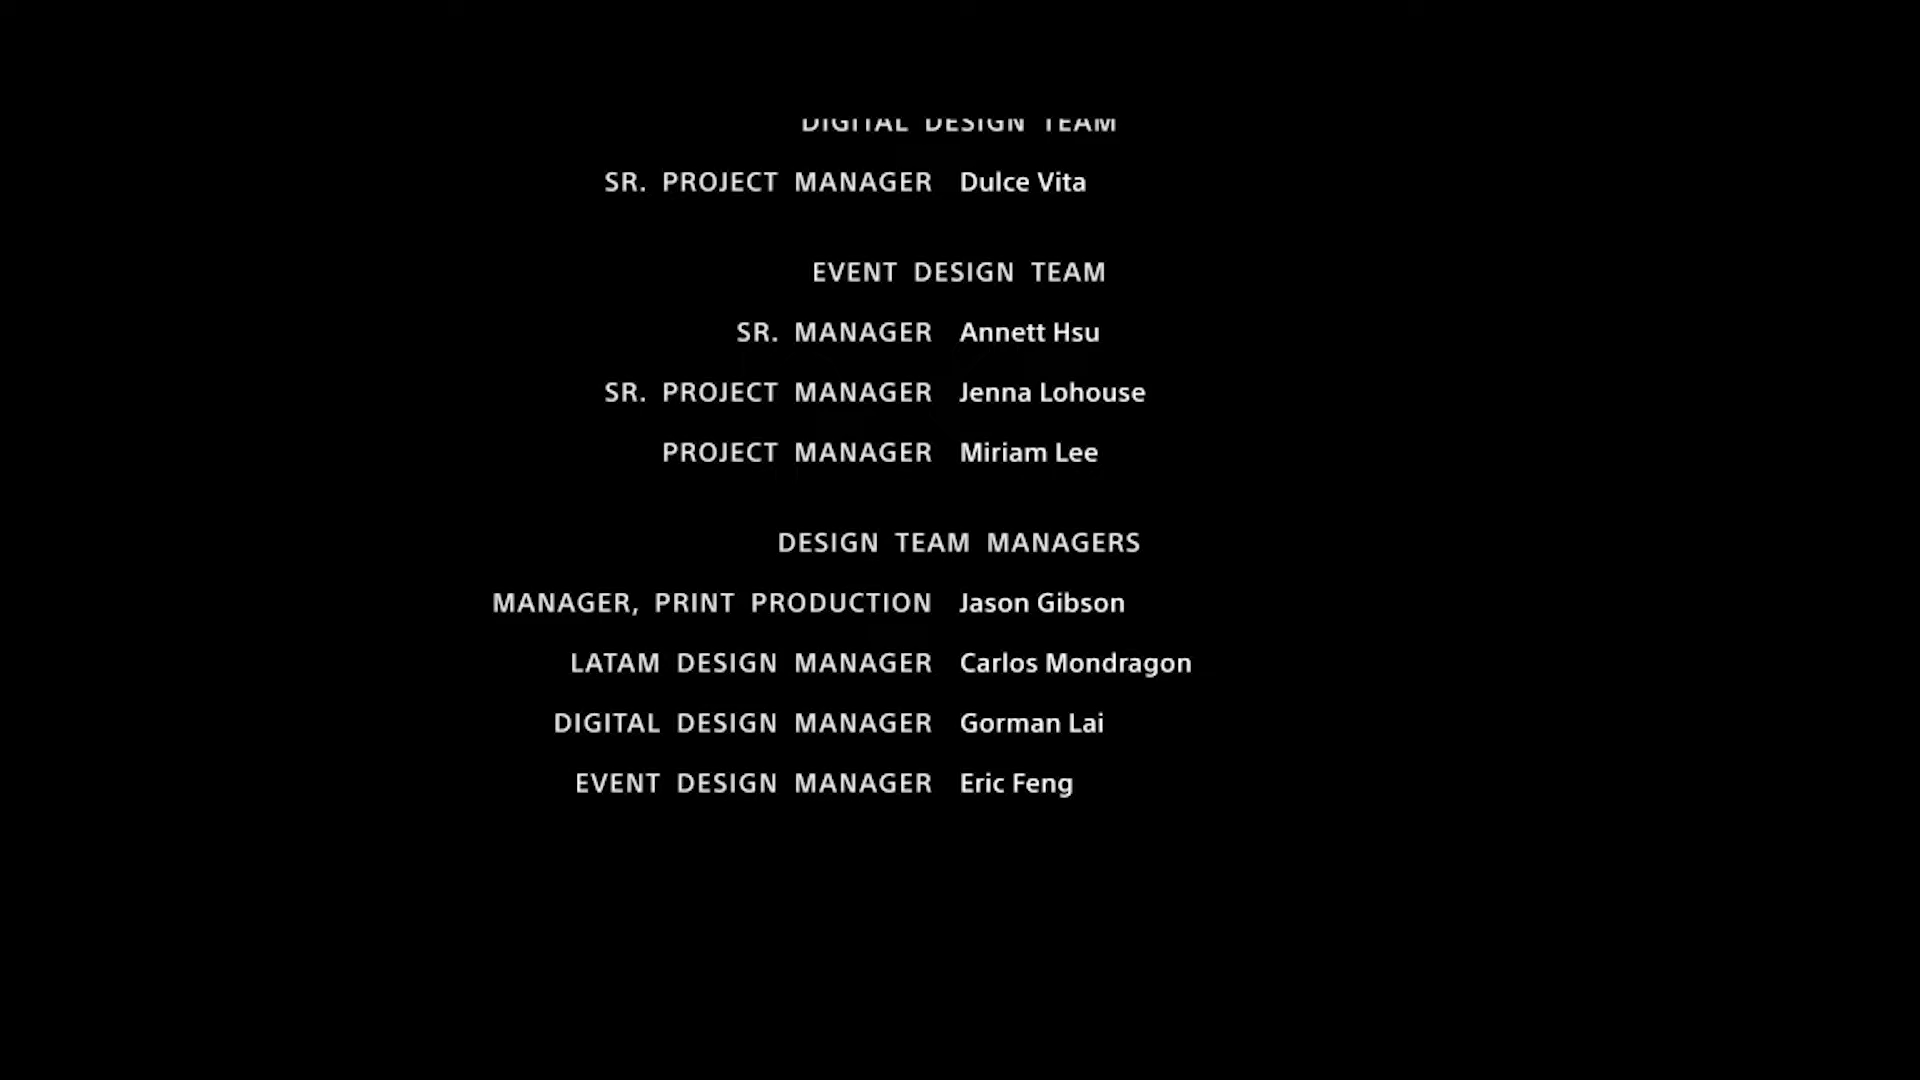 DIGITAL DESIGN TEAM
SR. PROJECT MANAGER Dulce Vita
EVENT DESIGN TEAM
SR. MANAGER Annett Hsu
SR. PROJECT MANAGER Jenna Lohouse
PROJECT MANAGER Miriam Lee
DESIGN TEAM MANAGERS
MANAGER, PRINT PRODUCTION Jason Gibson
LATAM DESIGN MANAGER Carlos Mondragon
DIGITAL DESIGN MANAGER Gorman Lai
EVENT DESIGN MANAGER Eric Feng